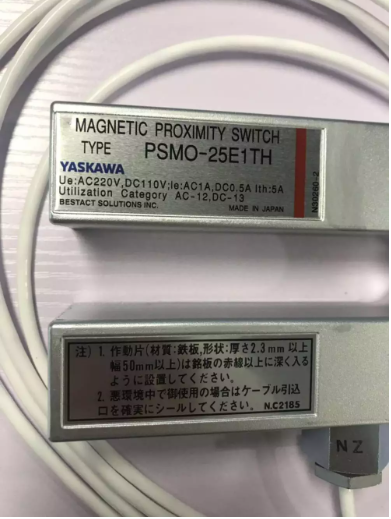 MAGNETIC PROXIMITY SWITCH
TYPE PSMO-25E1TH
YASKAWA
Ue:AC220V,DC110V;Ie:AC1A,DC0.5A Ith:5A
Utilization Category AC-12,DC-13
BESTACT SOLUTIONS INC. MADE IN JAPAN
N30260-2
注) 1. 作動片(材質:鉄板,形状:厚さ2.3mm以上
幅50mm以上)は銘板の赤線以上に深く入る
ように設置してください。
2. 悪環境中で御使用の場合はケーブル引込
口を確実にシールしてください。 N.C2165
NZ